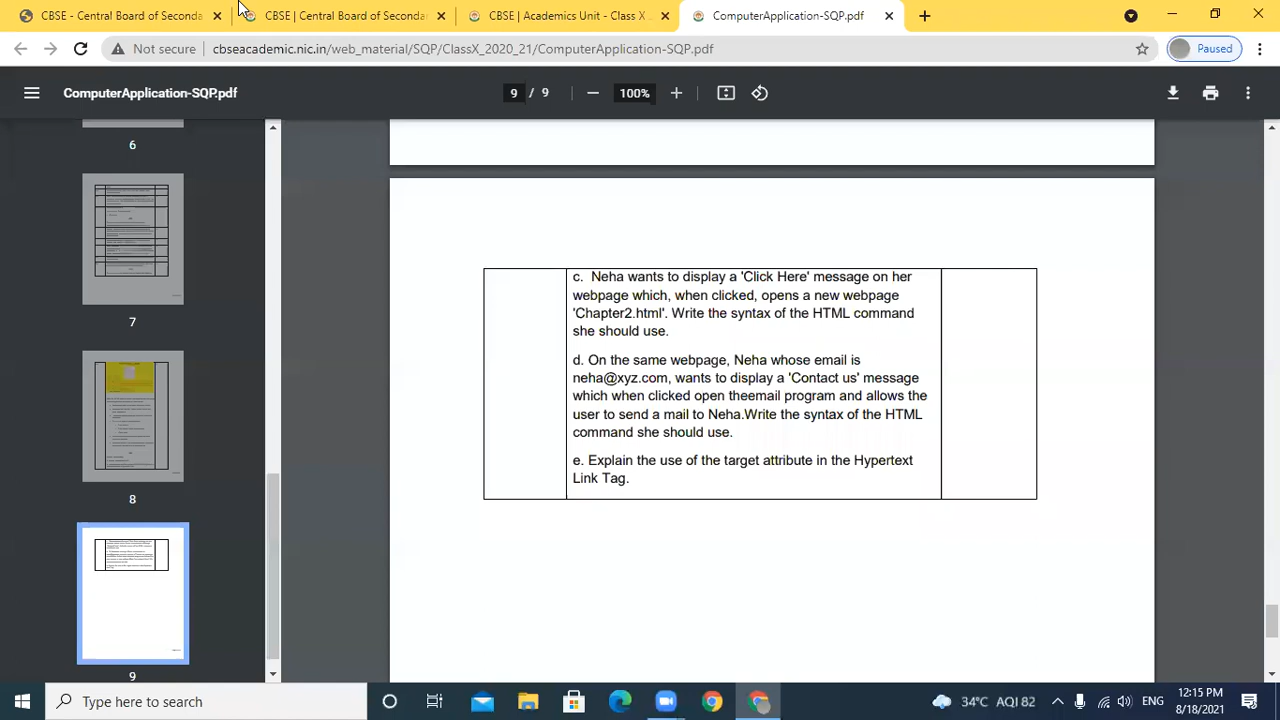 CBSE - Central Board of Seconda
CBSE | Central Board of Seconda
CBSE | Academics Unit - Class X
ComputerApplication-SQP.pdf
Not secure
cbseacademic.nic.in/web_material/SQP/ClassX_2020_21/ComputerApplication-SQP.pdf
Paused
ComputerApplication-SQP.pdf
9 / 9
100%
6
7
8
9
c. Neha wants to display a 'Click Here' message on her
webpage which, when clicked, opens a new webpage
'Chapter2.html'. Write the syntax of the HTML command
she should use.
d. On the same webpage, Neha whose email is
neha@xyz.com, wants to display a 'Contact us' message
which when clicked open theemail program and allows the
user to send a mail to Neha.Write the syntax of the HTML
command she should use.
e. Explain the use of the target attribute in the Hypertext
Link Tag.
Type here to search
34°C AQI 82
ENG
12:15 PM
8/18/2021